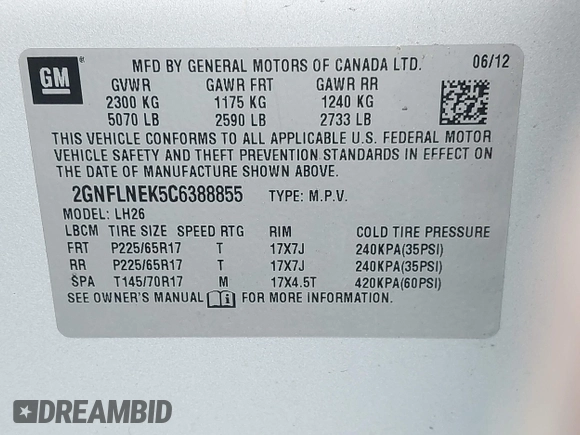 GM ®
MFD BY GENERAL MOTORS OF CANADA LTD. 06/12
GVWR GAWR FRT GAWR RR
2300 KG 1175 KG 1240 KG
5070 LB 2590 LB 2733 LB
THIS VEHICLE CONFORMS TO ALL APPLICABLE U.S. FEDERAL MOTOR
VEHICLE SAFETY AND THEFT PREVENTION STANDARDS IN EFFECT ON
THE DATE OF MANUFACTURE SHOWN ABOVE.
2GNFLNEK5C6388855 TYPE: M.P.V.
MODEL: LH26
LBCM TIRE SIZE SPEED RTG RIM COLD TIRE PRESSURE
FRT P225/65R17 T 17X7J 240KPA(35PSI)
RR P225/65R17 T 17X7J 240KPA(35PSI)
SPA T145/70R17 M 17X4.5T 420KPA(60PSI)
SEE OWNER'S MANUAL FOR MORE INFORMATION.
DREAMBID